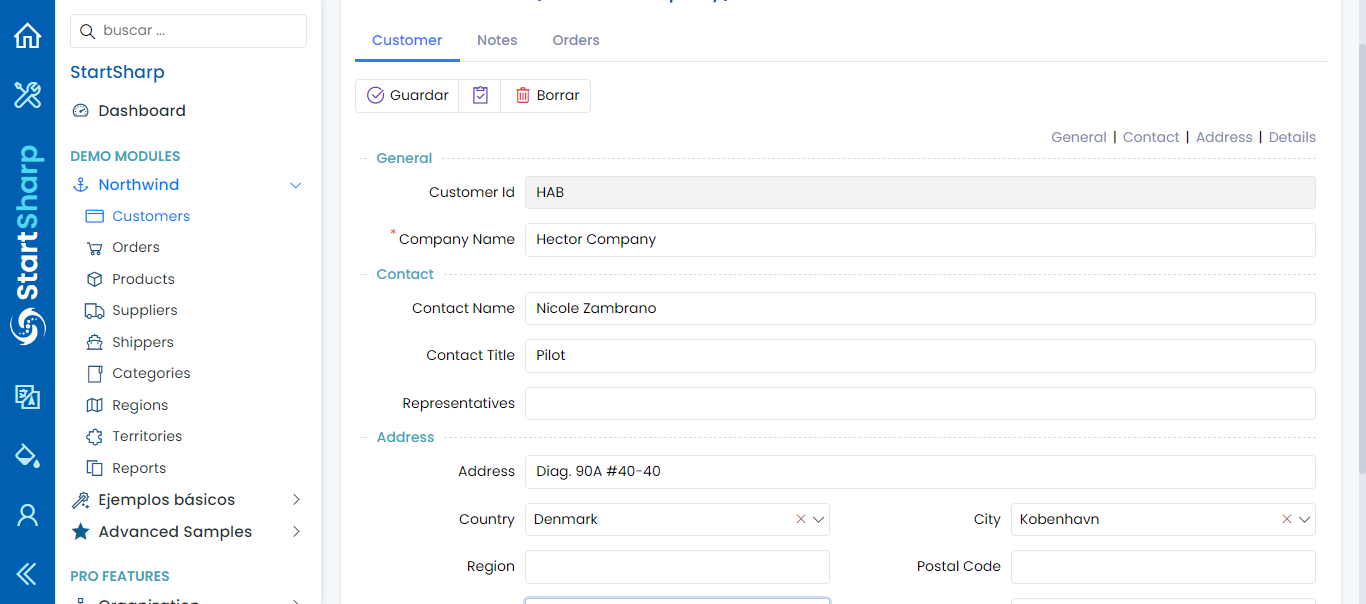 buscar ...
StartSharp
Dashboard
DEMO MODULES
Northwind
Customers
Orders
Products
Suppliers
Shippers
Categories
Regions
Territories
Reports
Ejemplos básicos
Advanced Samples
PRO FEATURES
Organization
StartSharp
Customer Notes Orders
Guardar Borrar
General | Contact | Address | Details
General
Customer Id HAB
*Company Name Hector Company
Contact
Contact Name Nicole Zambrano
Contact Title Pilot
Representatives
Address
Address Diag. 90A #40-40
Country Denmark City Kobenhavn
Region Postal Code